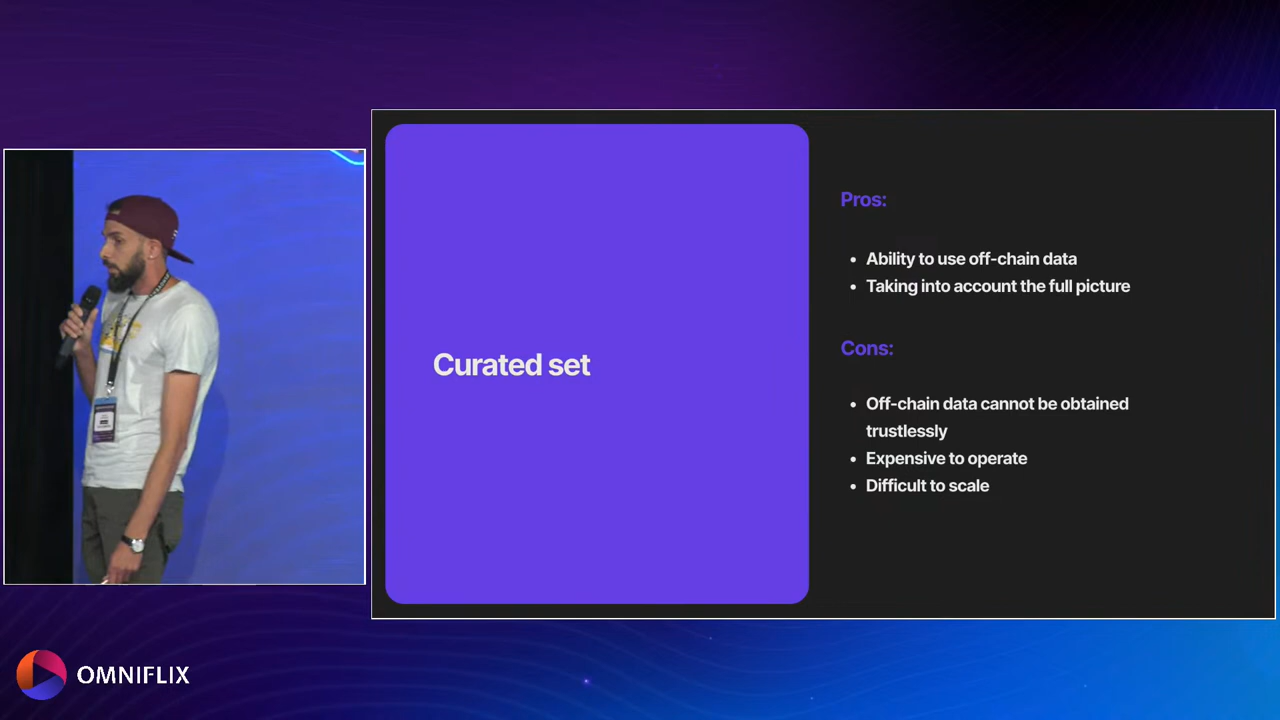 Curated set
Pros:
• Ability to use off-chain data
• Taking into account the full picture
Cons:
• Off-chain data cannot be obtained
trustlessly
• Expensive to operate
• Difficult to scale
OMNIFLIX